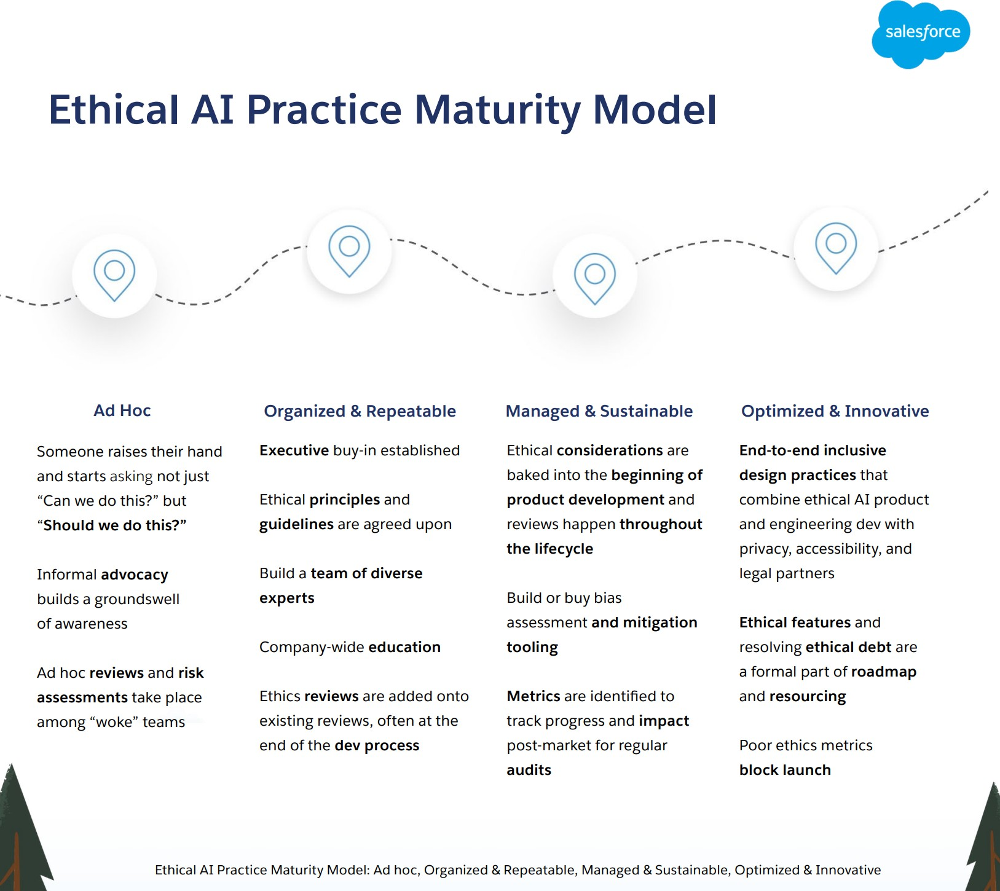 salesforce
Ethical AI Practice Maturity Model
Ad Hoc
Someone raises their hand
and starts asking not just
“Can we do this?” but
“Should we do this?”
Informal advocacy
builds a groundswell
of awareness
Ad hoc reviews and risk
assessments take place
among “woke” teams
Organized & Repeatable
Executive buy-in established
Ethical principles and
guidelines are agreed upon
Build a team of diverse
experts
Company-wide education
Ethics reviews are added onto
existing reviews, often at the
end of the dev process
Managed & Sustainable
Ethical considerations are
baked into the beginning of
product development and
reviews happen throughout
the lifecycle
Build or buy bias
assessment and mitigation
tooling
Metrics are identified to
track progress and impact
post-market for regular
audits
Optimized & Innovative
End-to-end inclusive
design practices that
combine ethical AI product
and engineering dev with
privacy, accessibility, and
legal partners
Ethical features and
resolving ethical debt are
a formal part of roadmap
and resourcing
Poor ethics metrics
block launch
Ethical AI Practice Maturity Model: Ad hoc, Organized & Repeatable, Managed & Sustainable, Optimized & Innovative